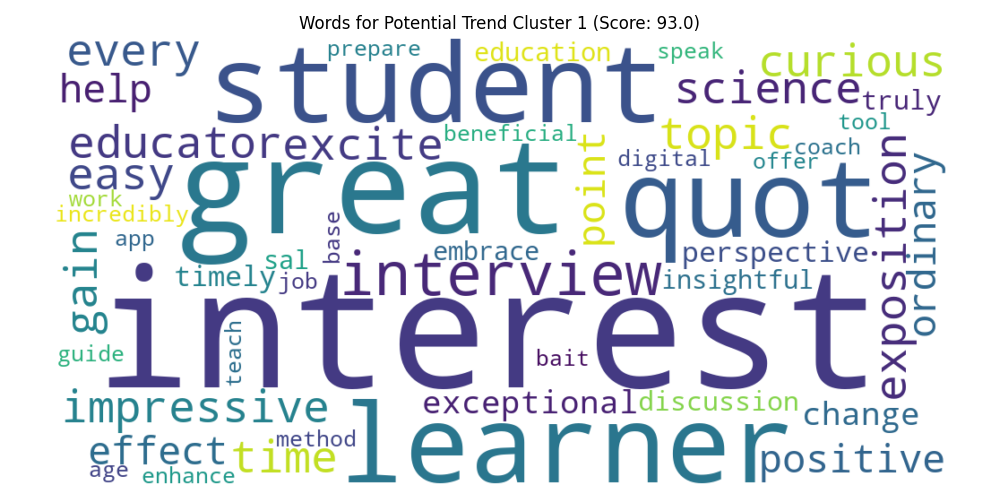 Words for Potential Trend Cluster 1 (Score: 93.0)
every
prepare
education
speak
curious
help
student
science
truly
educator
excite
beneficial
topic
tool
easy
great
point
digital
offer
coach
work
incredibly
quot
exposition
ordinary
app
base
embrace
perspective
gain
timely
sal
job
interview
insightful
interest
guide
teach
bait
impressive
exceptional
discussion
change
effect
time
method
learner
positive
age
enhance